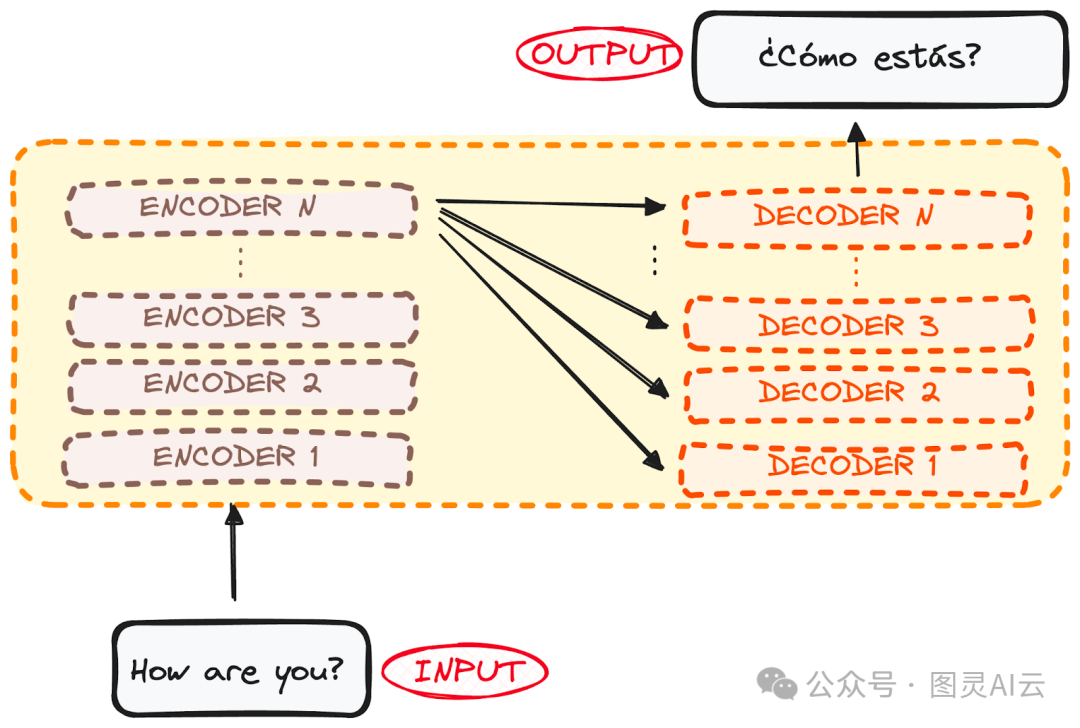 OUTPUT
¿Cómo estás?
ENCODER N
DECODER N
ENCODER 3
DECODER 3
ENCODER 2
DECODER 2
ENCODER 1
DECODER 1
How are you?
INPUT
公众号 · 图灵AI云